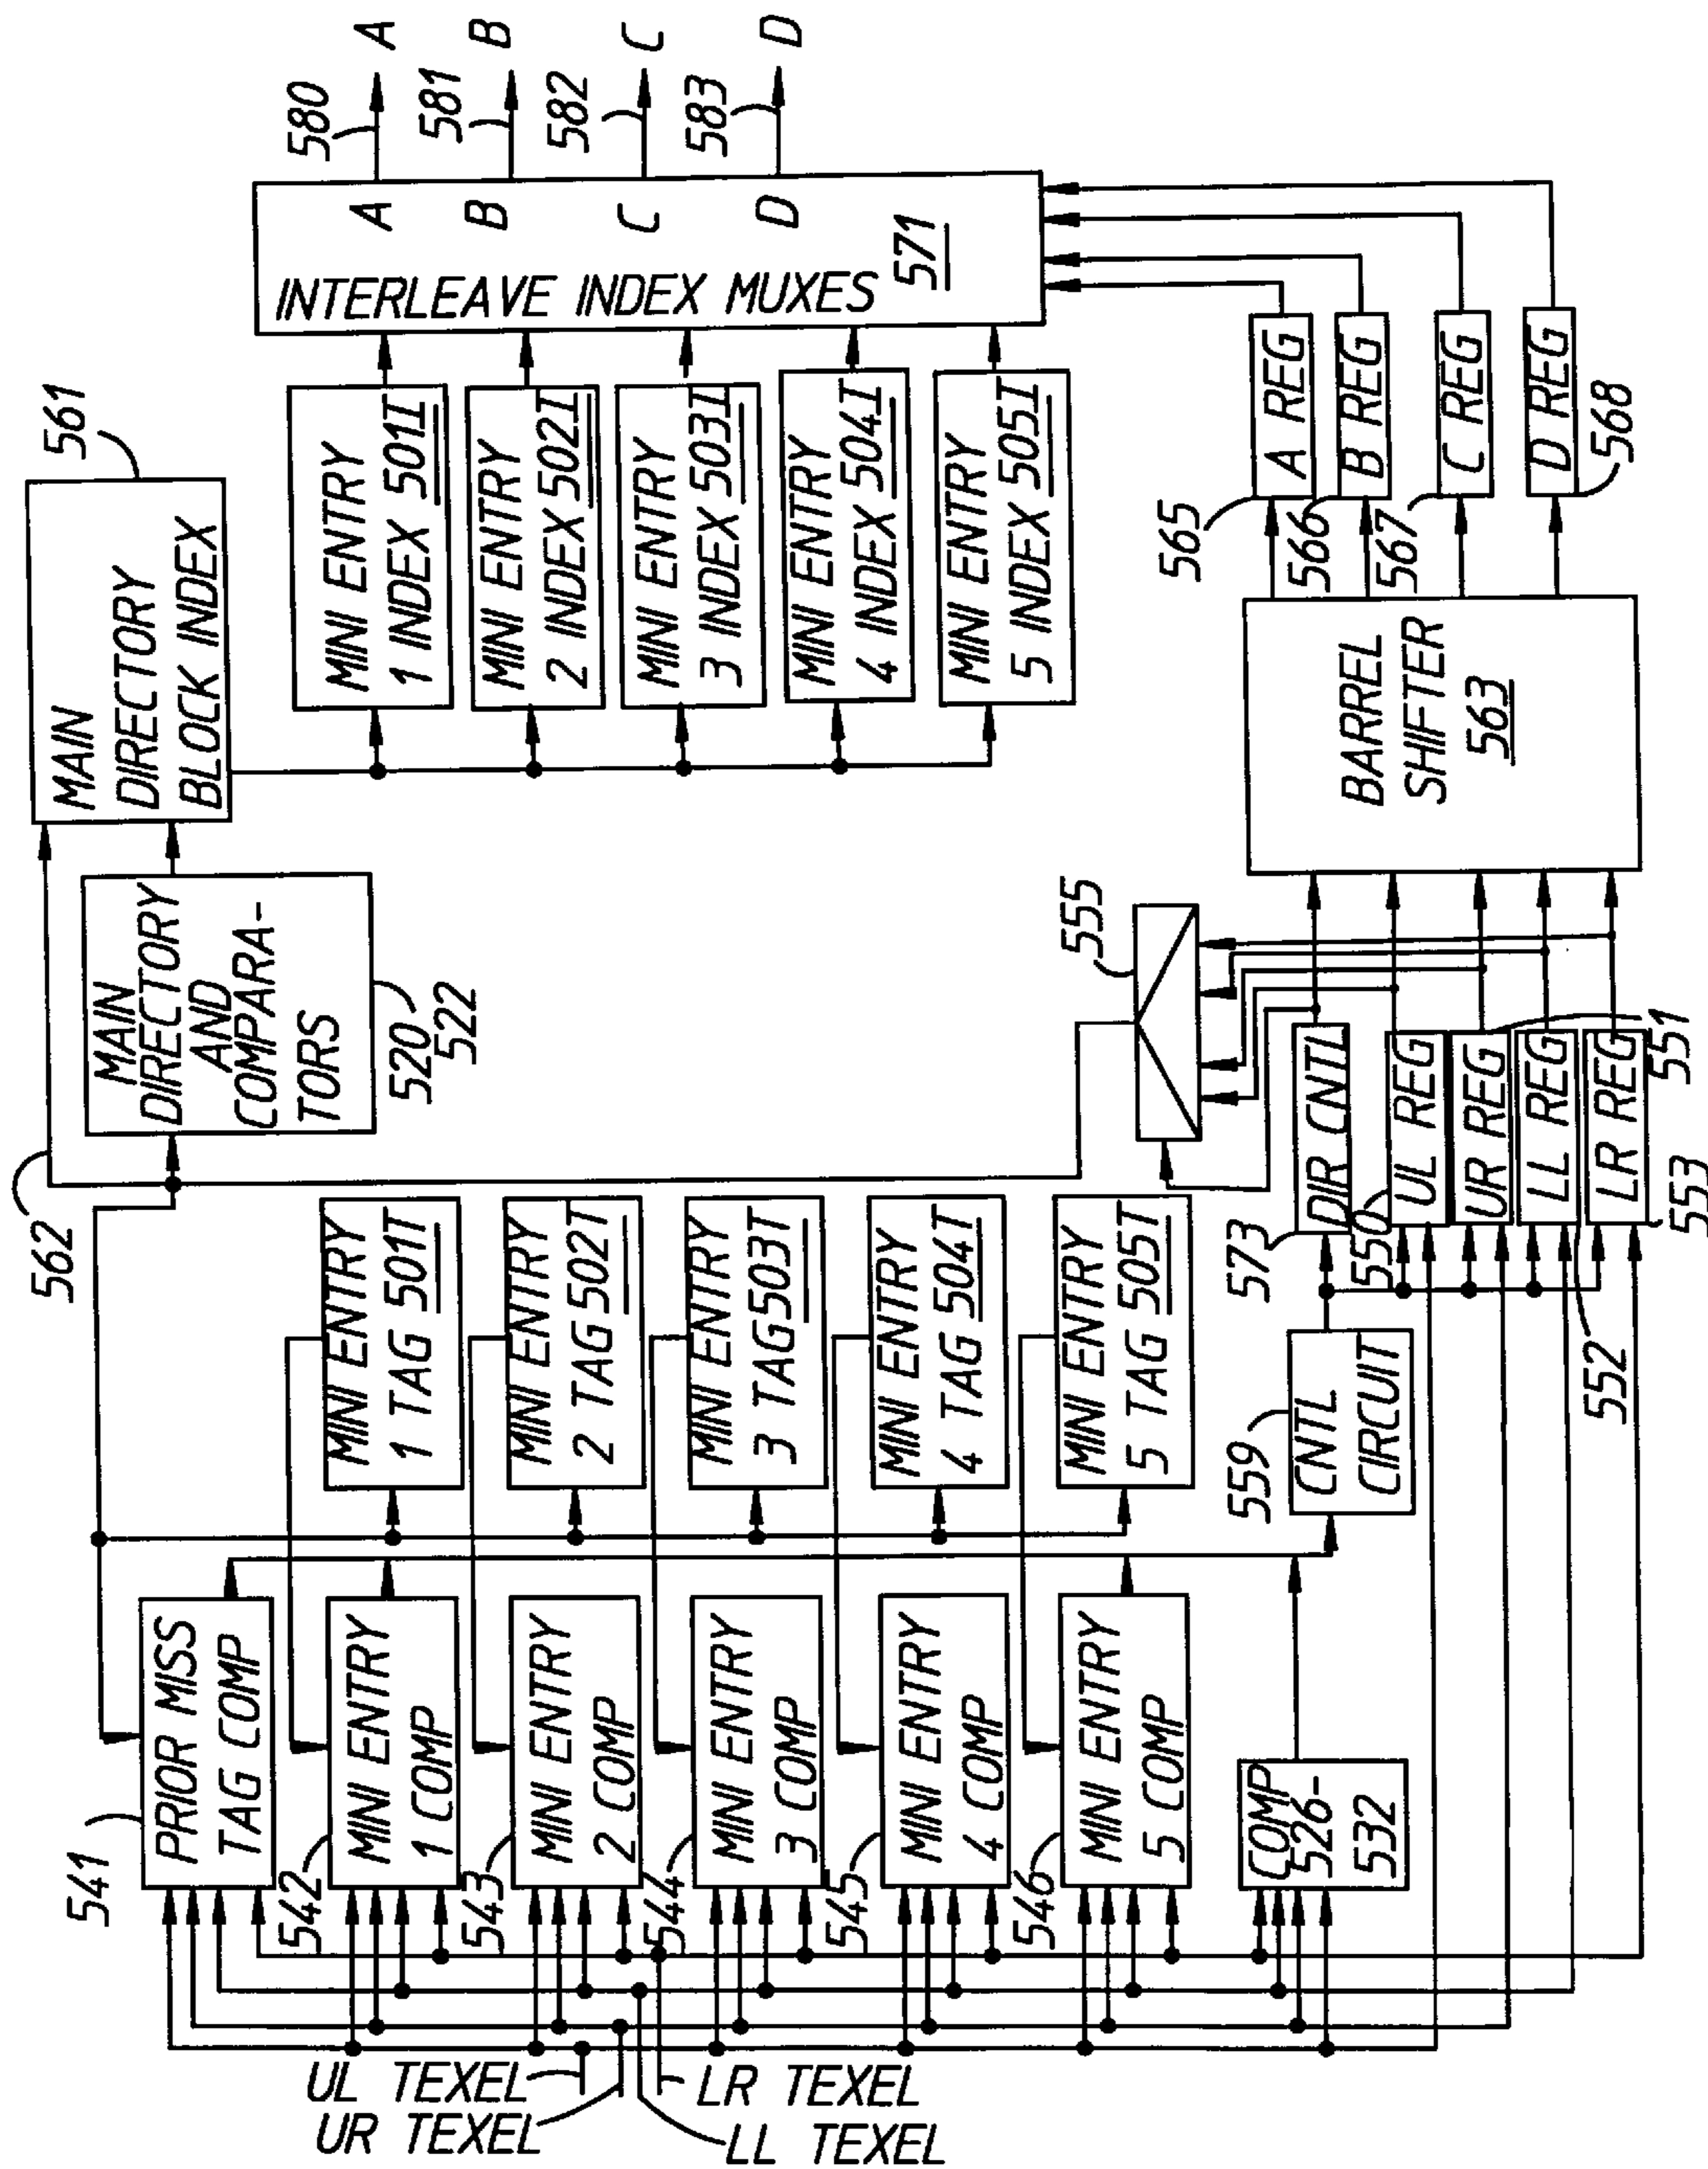 541
PRIOR MISS
TAG COMP
542
MINI ENTRY
1 COMP
543
MINI ENTRY
2 COMP
544
MINI ENTRY
3 COMP
545
MINI ENTRY
4 COMP
546
MINI ENTRY
5 COMP
COMP
526-
532
UL TEXEL
UR TEXEL
LR TEXEL
LL TEXEL
562
MINI ENTRY
1 TAG 501T
MINI ENTRY
2 TAG 502T
MINI ENTRY
3 TAG 503T
MINI ENTRY
4 TAG 504T
MINI ENTRY
5 TAG 505T
559
CNTL
CIRCUIT
MAIN
DIRECTORY
AND
COMPARA-
TORS
520
522
555
573
DIR CNTL
550
UL REG
UR REG
551
LL REG
552
LR REG
553
MAIN
DIRECTORY
BLOCK INDEX
561
MINI ENTRY
1 INDEX 501I
MINI ENTRY
2 INDEX 502I
MINI ENTRY
3 INDEX 503I
MINI ENTRY
4 INDEX 504I
MINI ENTRY
5 INDEX 505I
BARREL
SHIFTER
563
565
A REG
566
B REG
567
C REG
D REG
568
INTERLEAVE INDEX MUXES
571
A
B
C
D
580
A
581
B
582
C
583
D